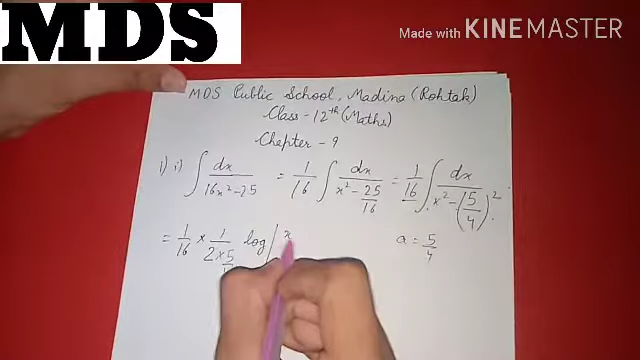 MDS
Made with KINEMASTER
MDS Public School, Madina (Rohtak)
Class - 12th (Maths)
Chepter - 9
1) i) ∫ dx / 16x² - 25 = 1/16 ∫ dx / x² - 25/16 = 1/16 ∫ dx / x² - (5/4)²
= 1/16 × 1 / 2 × 5 log | x a = 5/4